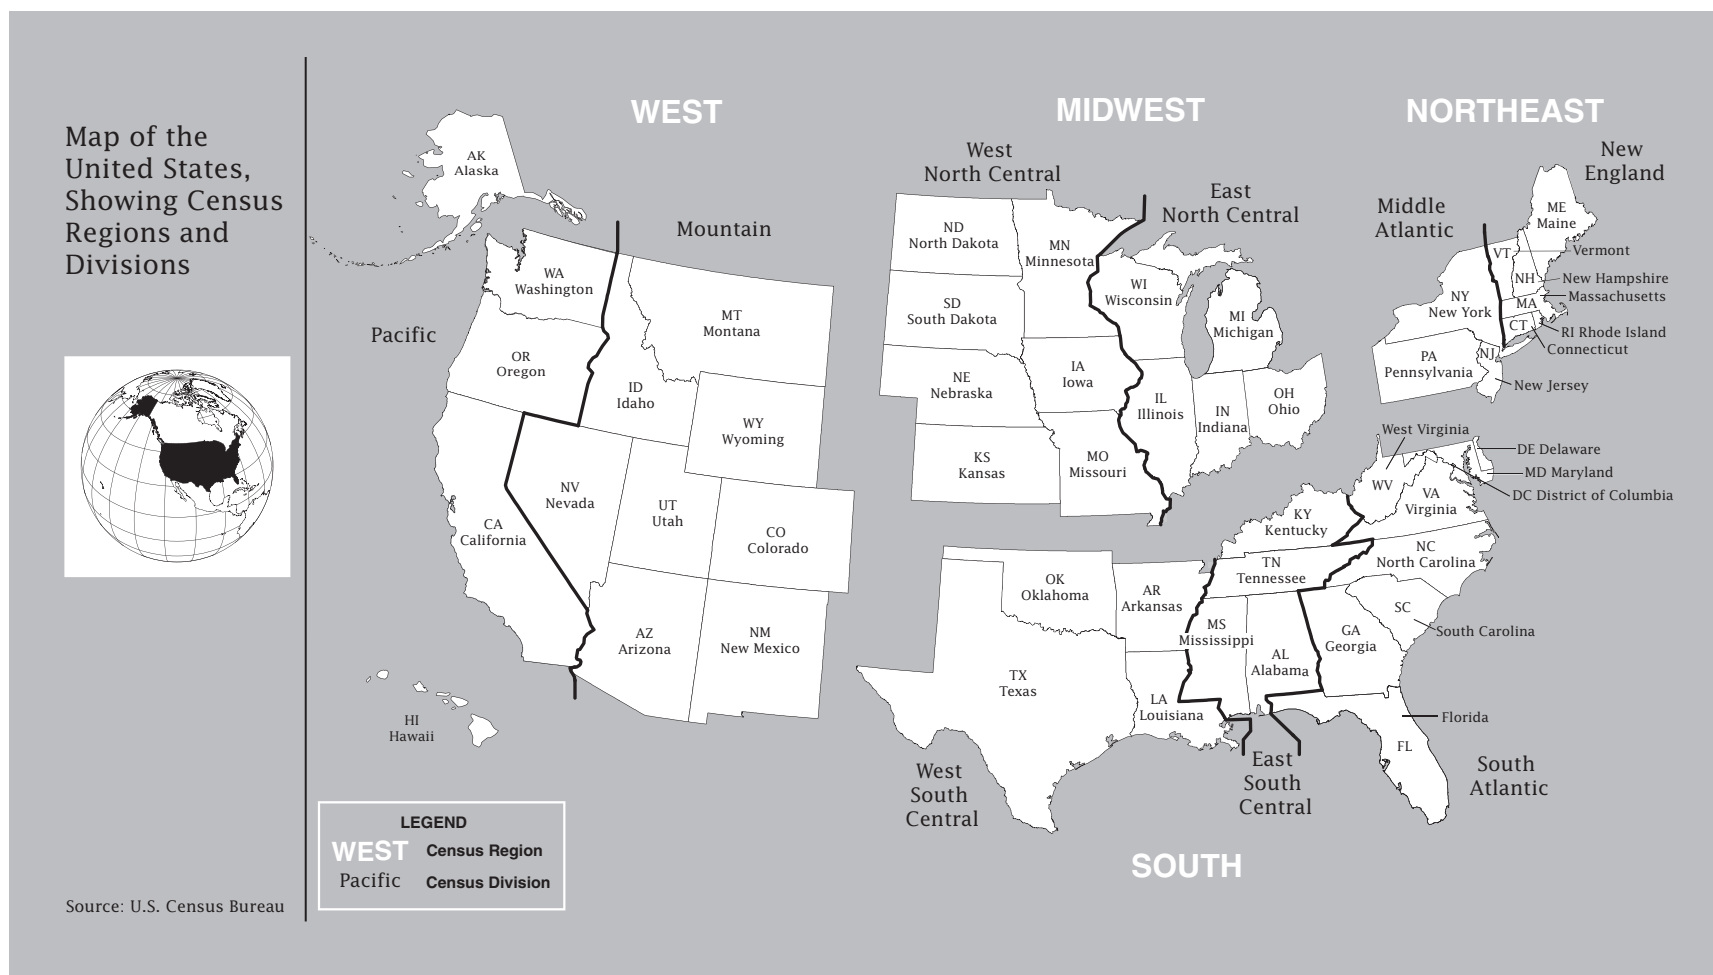 Map of the
United States,
Showing Census
Regions and
Divisions
Source: U.S. Census Bureau
WEST
Pacific
Mountain
AK
Alaska
WA
Washington
OR
Oregon
CA
California
HI
Hawaii
MT
Montana
ID
Idaho
WY
Wyoming
NV
Nevada
UT
Utah
CO
Colorado
AZ
Arizona
NM
New Mexico
MIDWEST
West
North Central
East
North Central
ND
North Dakota
MN
Minnesota
SD
South Dakota
NE
Nebraska
IA
Iowa
KS
Kansas
MO
Missouri
WI
Wisconsin
MI
Michigan
IL
Illinois
IN
Indiana
OH
Ohio
NORTHEAST
New
England
Middle
Atlantic
ME
Maine
VT
Vermont
NH
New Hampshire
MA
Massachusetts
RI Rhode Island
CT
Connecticut
NY
New York
PA
Pennsylvania
NJ
New Jersey
West Virginia
WV
DE Delaware
MD Maryland
DC District of Columbia
VA
Virginia
KY
Kentucky
NC
North Carolina
TN
Tennessee
SC
South Carolina
OK
Oklahoma
AR
Arkansas
MS
Mississippi
AL
Alabama
GA
Georgia
TX
Texas
LA
Louisiana
Florida
FL
West
South
Central
East
South
Central
South
Atlantic
SOUTH
LEGEND
WEST Census Region
Pacific Census Division